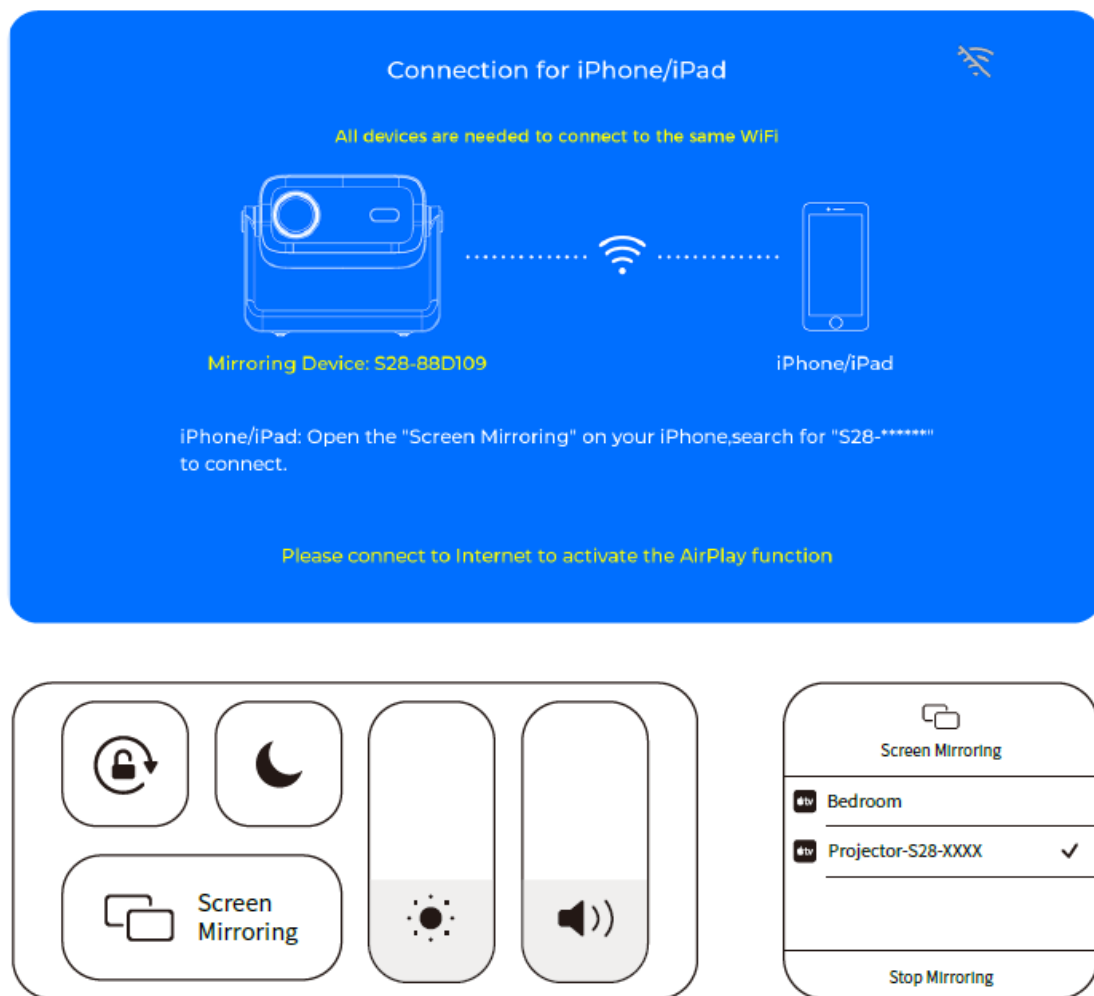 Connection for iPhone/iPad
All devices are needed to connect to the same WiFi
Mirroring Device: S28-88D109
iPhone/iPad
iPhone/iPad: Open the "Screen Mirroring" on your iPhone,search for "S28-******"
to connect.
Please connect to Internet to activate the AirPlay function
Screen
Mirroring
Screen Mirroring
tv Bedroom
tv Projector-S28-XXXX
Stop Mirroring